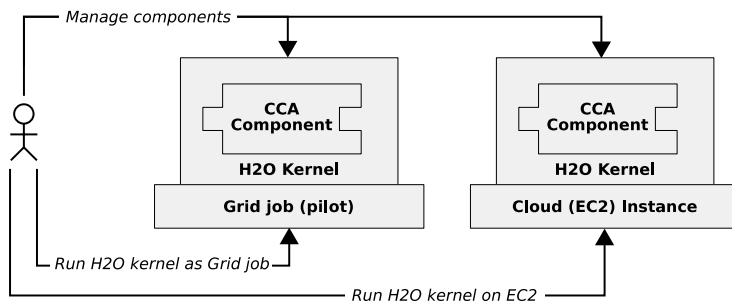 Manage components
CCA
Component
H2O Kernel
Grid job (pilot)
CCA
Component
H2O Kernel
Cloud (EC2) Instance
Run H2O kernel as Grid job
Run H2O kernel on EC2